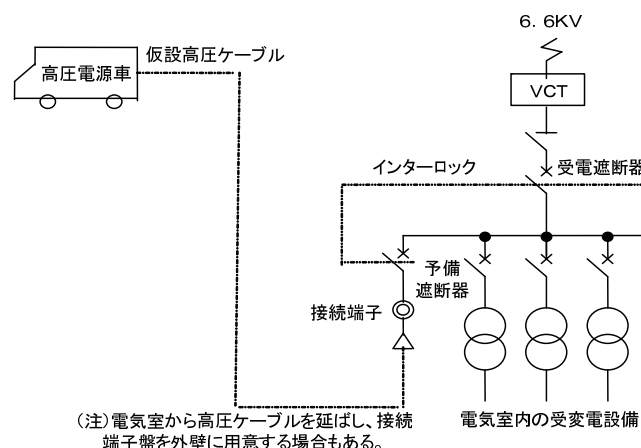 6.6KV
仮設高圧ケーブル
高圧電源車
VCT
インターロック
受電遮断器
予備
遮断器
接続端子
(注)電気室から高圧ケーブルを延ばし、接続
端子盤を外壁に用意する場合もある。
電気室内の受変電設備